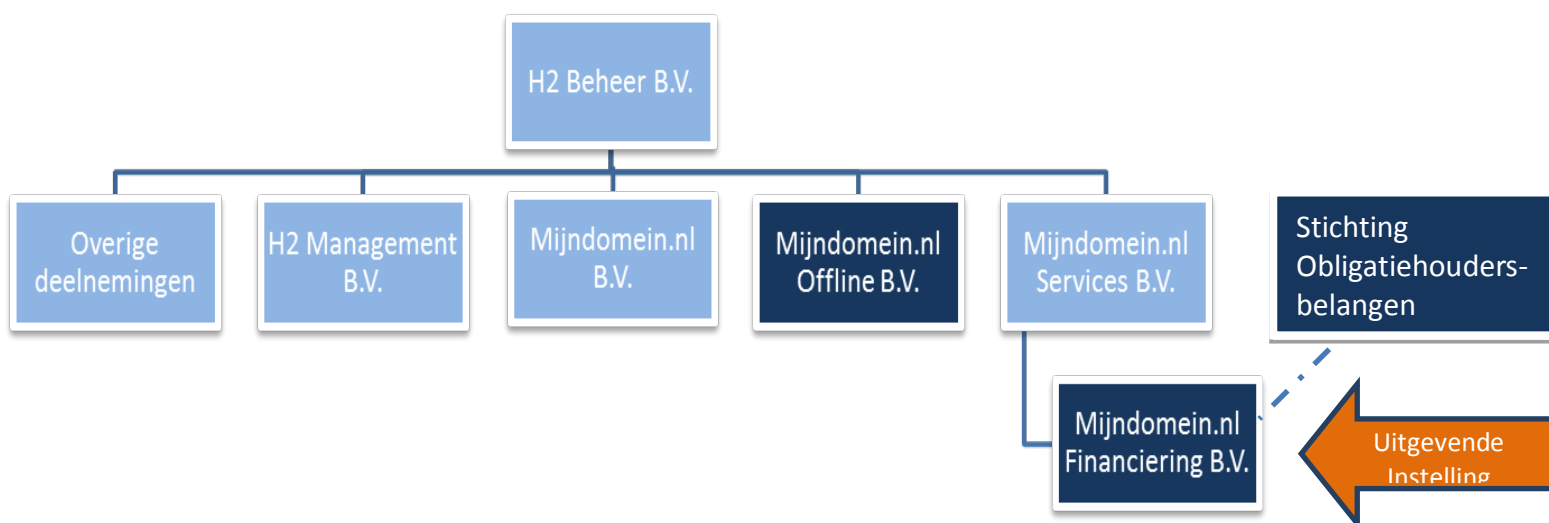 H2 Beheer B.V.
Overige
deelnemingen
H2 Management
B.V.
Mijndomein.nl
B.V.
Mijndomein.nl
Offline B.V.
Mijndomein.nl
Services B.V.
Stichting
Obligatiehouders-
belangen
Mijndomein.nl
Financiering B.V.
Uitgevende
Instelling